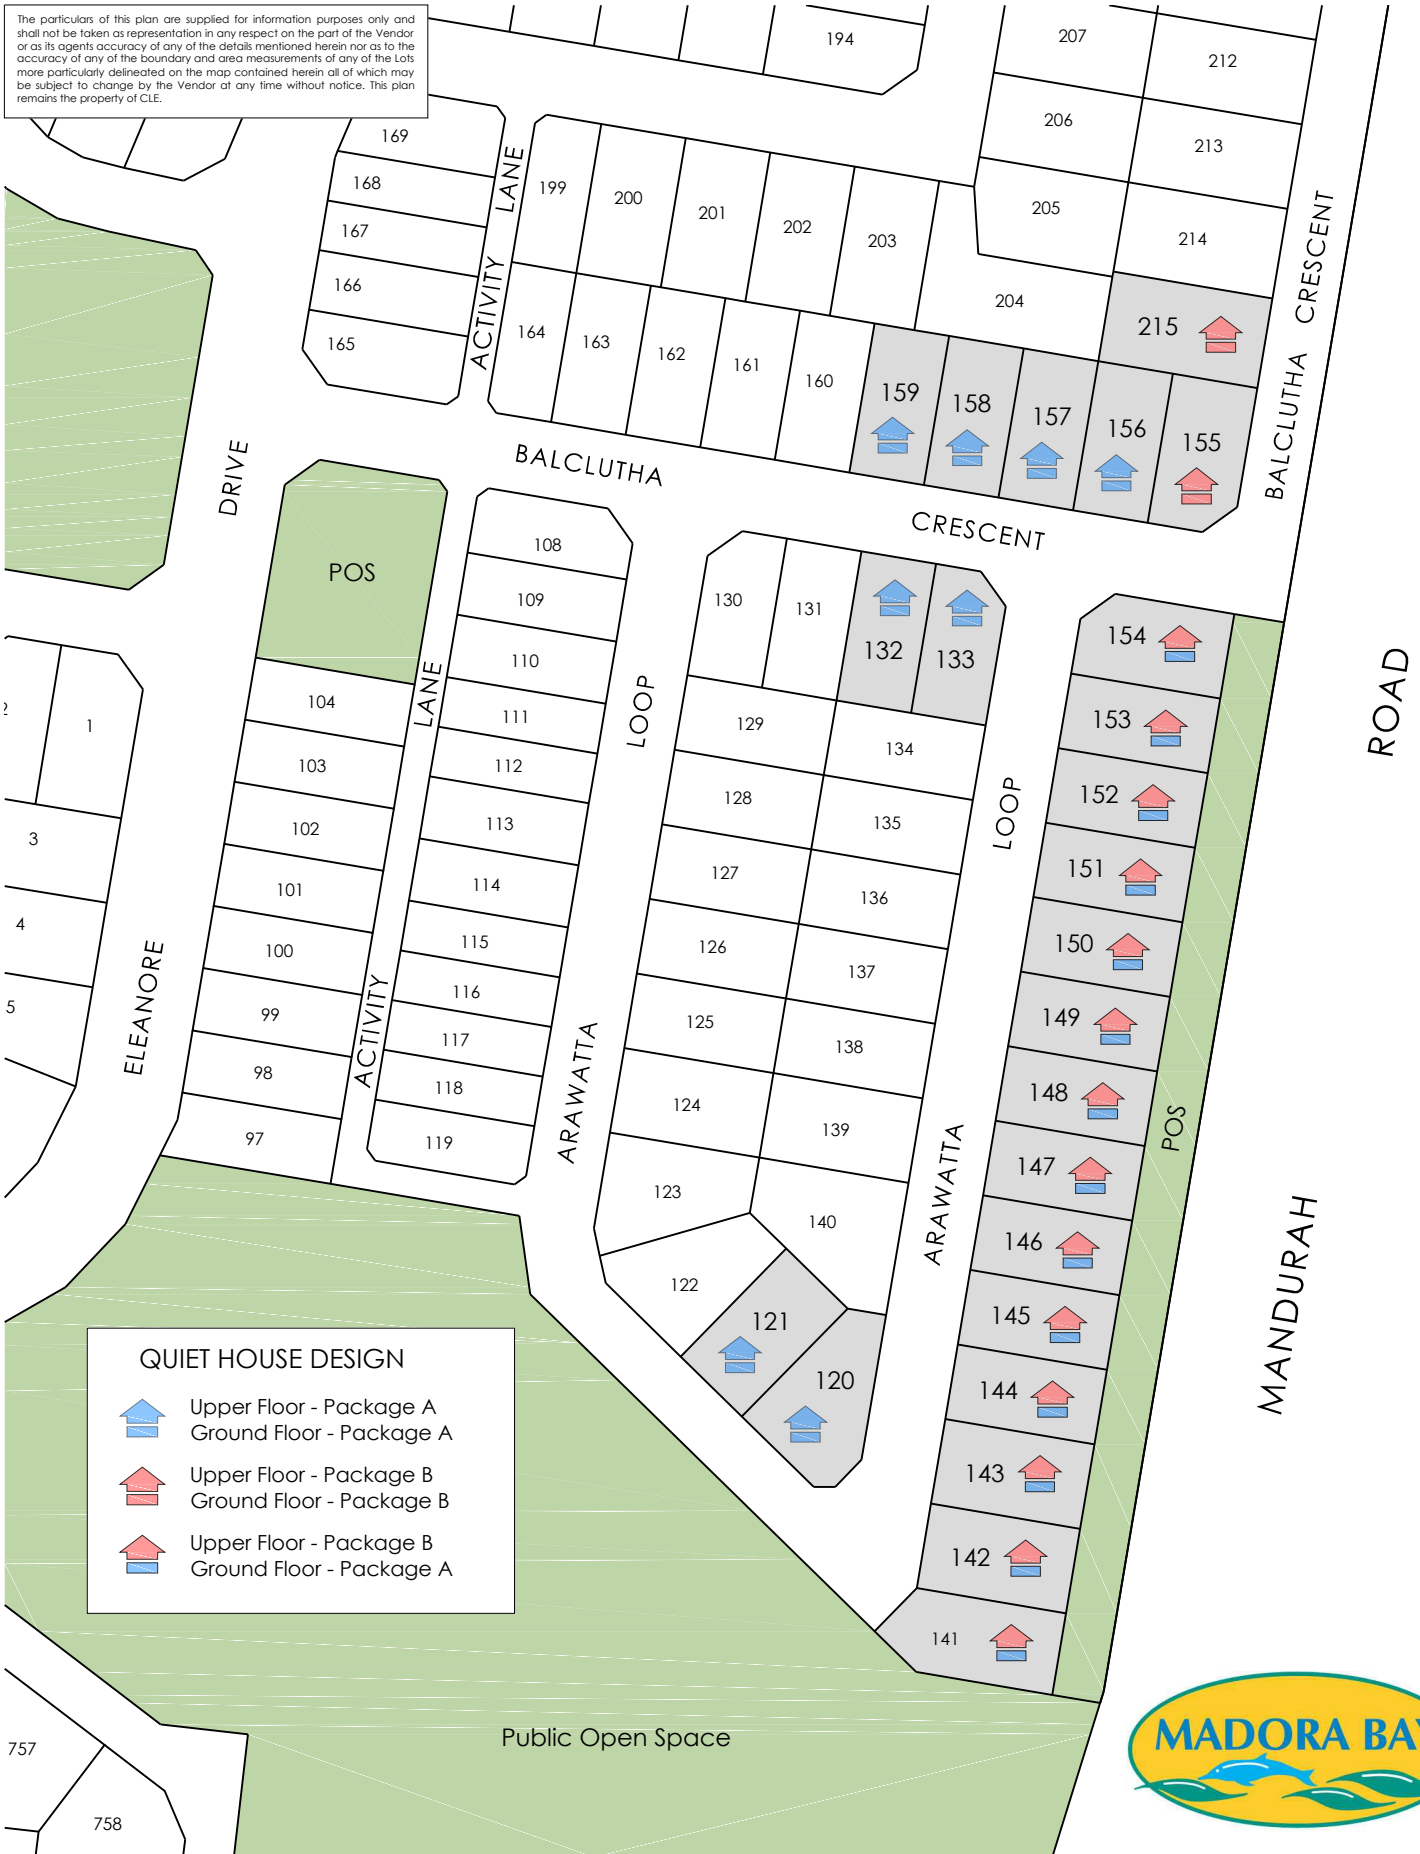 The particulars of this plan are supplied for information purposes only and
shall not be taken as representation in any respect on the part of the Vendor
or as its agents accuracy of any of the details mentioned herein nor as to the
accuracy of any of the boundary and area measurements of any of the Lots
more particularly delineated on the map contained herein all of which may
be subject to change by the Vendor at any time without notice. This plan
remains the property of CLE.
194
207
212
206
213
205
214
169
168
167
166
165
ACTIVITY LANE
199
200
201
202
203
204
215
BALCLUTHA CRESCENT
164
163
162
161
160
159
158
157
156
155
BALCLUTHA CRESCENT
DRIVE
ELEANORE
POS
108
109
110
111
112
113
114
115
116
117
118
119
104
103
102
101
100
99
98
97
LANE
ACTIVITY
LOOP
ARAWATTA
130
131
132
133
129
134
128
135
127
136
126
137
125
138
124
139
123
140
122
121
120
LOOP
ARAWATTA
154
153
152
151
150
149
148
147
146
145
144
143
142
141
POS
ROAD
MANDURAH
2
1
3
4
5
QUIET HOUSE DESIGN
Upper Floor - Package A
Ground Floor - Package A
Upper Floor - Package B
Ground Floor - Package B
Upper Floor - Package B
Ground Floor - Package A
Public Open Space
757
758
MADORA BAY